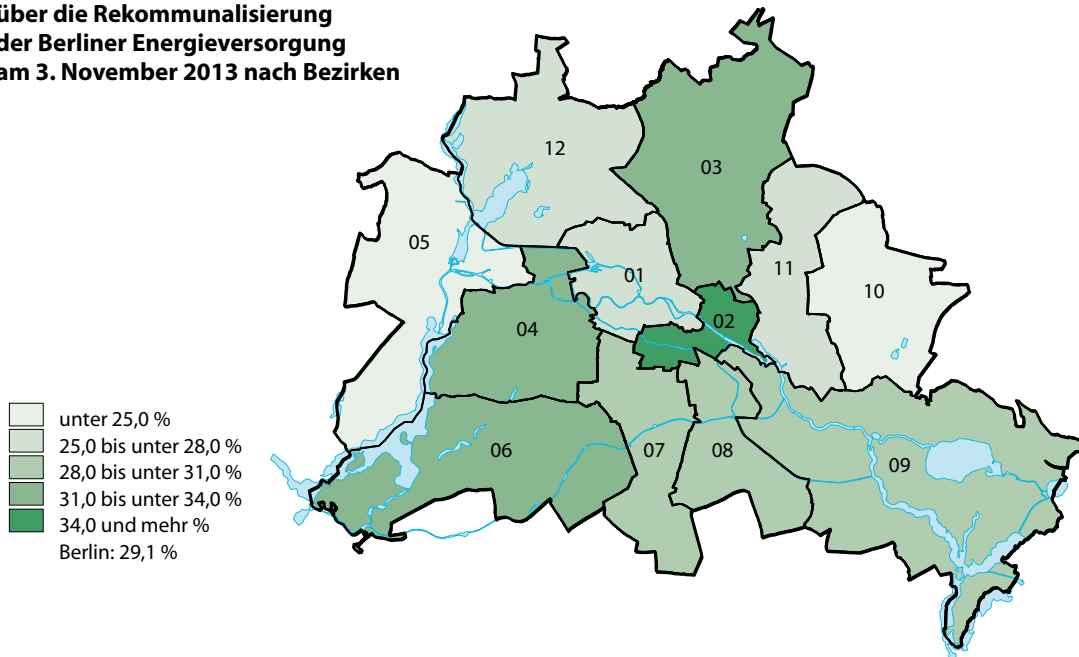 über die Rekommunalisierung
der Berliner Energieversorgung
am 3. November 2013 nach Bezirken
12
03
05
01
11
10
02
04
06
07
08
09
unter 25,0 %
25,0 bis unter 28,0 %
28,0 bis unter 31,0 %
31,0 bis unter 34,0 %
34,0 und mehr %
Berlin: 29,1 %